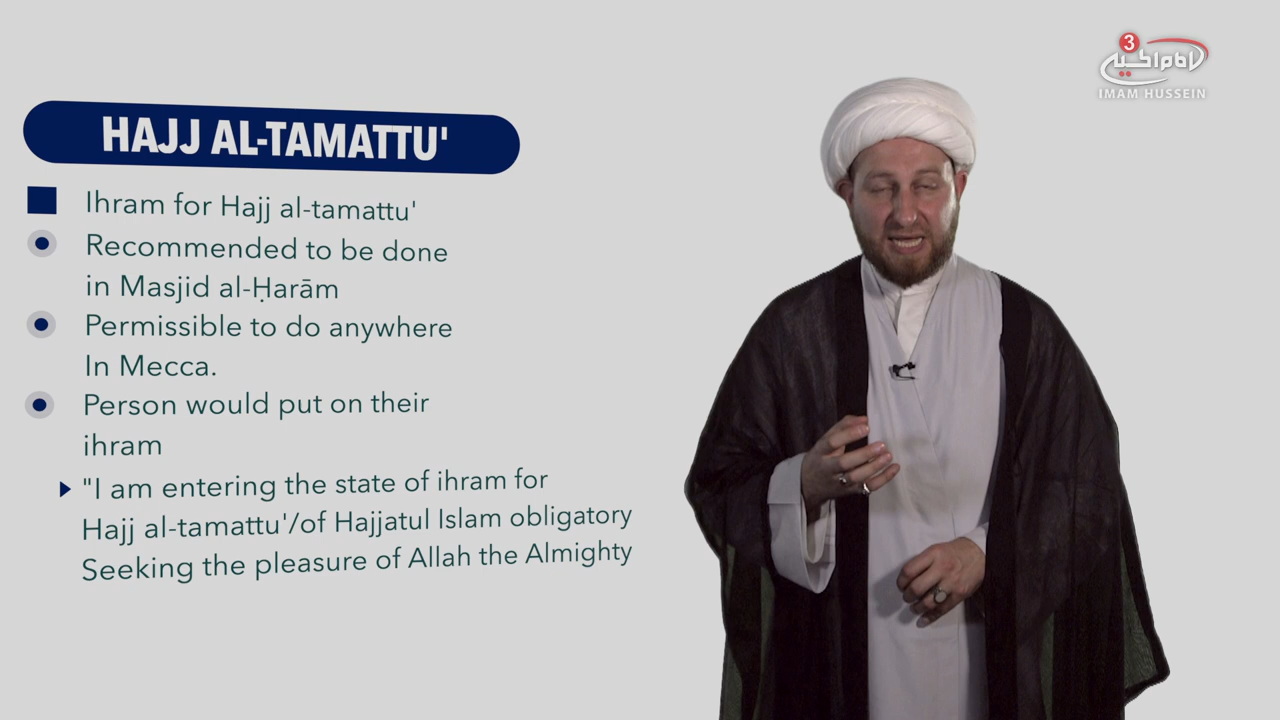 HAJJ AL-TAMATTU'
Ihram for Hajj al-tamattu'
Recommended to be done
in Masjid al-Ḥarām
Permissible to do anywhere
In Mecca.
Person would put on their
ihram
"I am entering the state of ihram for
Hajj al-tamattu'/of Hajjatul Islam obligatory
Seeking the pleasure of Allah the Almighty
3
IMAM HUSSEIN